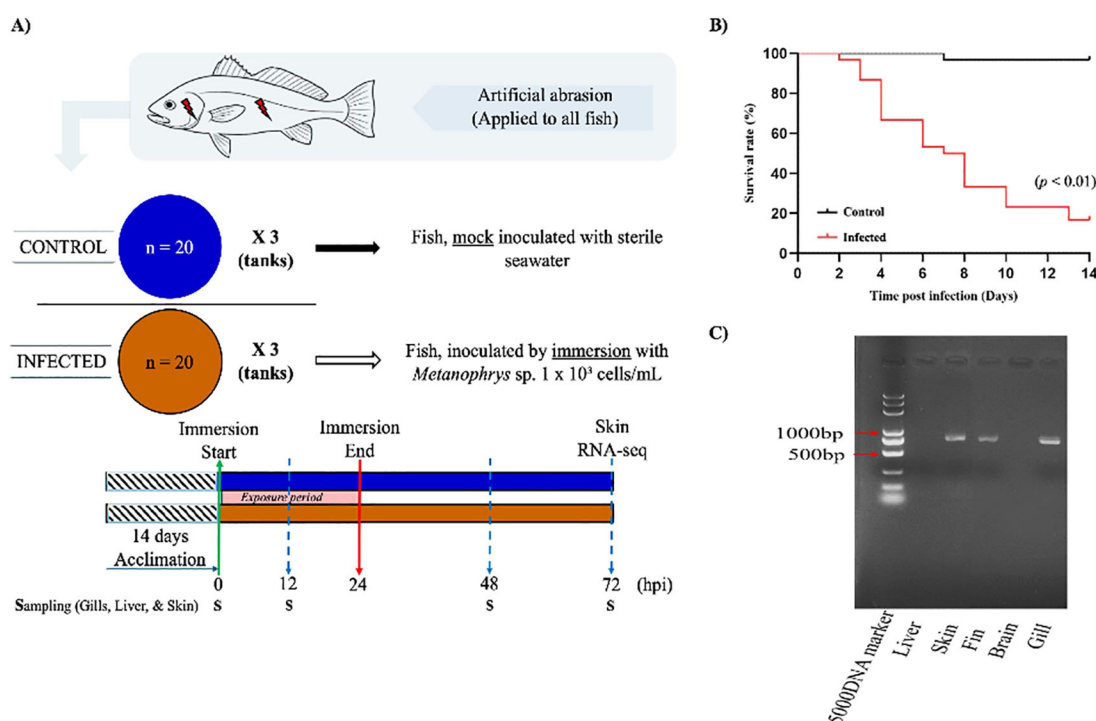 A)
Artificial abrasion
(Applied to all fish)
CONTROL
n = 20
X 3
(tanks)
Fish, mock inoculated with sterile
seawater
INFECTED
n = 20
X 3
(tanks)
Fish, inoculated by immersion with
Metanophrys sp. 1 x 10³ cells/mL
Immersion
Start
Immersion
End
Skin
RNA-seq
Exposure period
14 days
Acclimation
0
12
24
48
72
(hpi)
Sampling (Gills, Liver, & Skin)
S
S
S
S
B)
Survival rate (%)
100
80
60
40
20
0
(p < 0.01)
Control
Infected
0
2
4
6
8
10
12
14
Time post infection (Days)
C)
1000bp
500bp
5000DNA marker
Liver
Skin
Fin
Brain
Gill